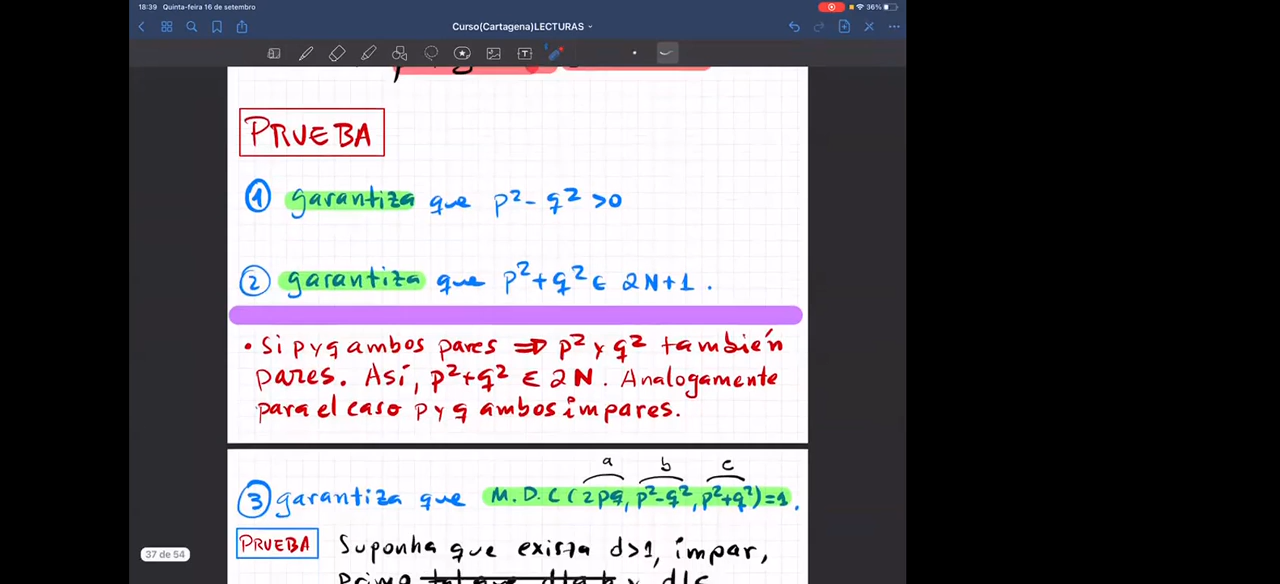 18:39 Quinta-feira 16 de setembro
36%
Curso(Cartagena)LECTURAS
PRUEBA
① garantiza que p²- q² >0
② garantiza que p²+q² ∈ 2N+1.
• Si p y q ambos pares ⇒ p² y q² también
pares. Así, p²+q² ∈ 2N. Analogamente
para el caso p y q ambos impares.
a b c
③ garantiza que M.D.C(2pq, p²-q², p²+q²)=1.
37 de 54
PRUEBA Suponha que exista d>1, impar,